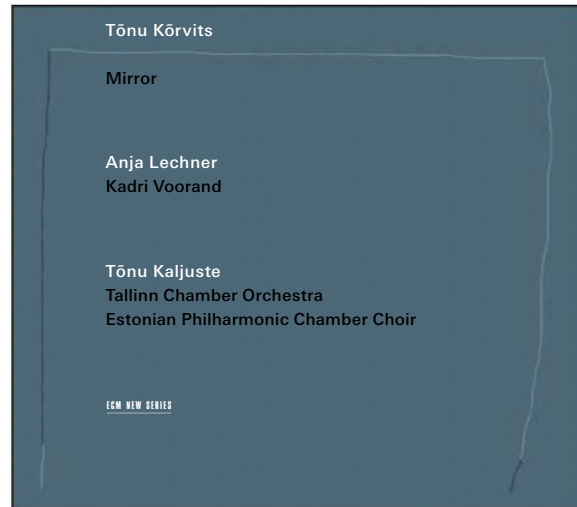 Tõnu Kõrvits
Mirror
Anja Lechner
Kadri Voorand
Tõnu Kaljuste
Tallinn Chamber Orchestra
Estonian Philharmonic Chamber Choir
ECM NEW SERIES